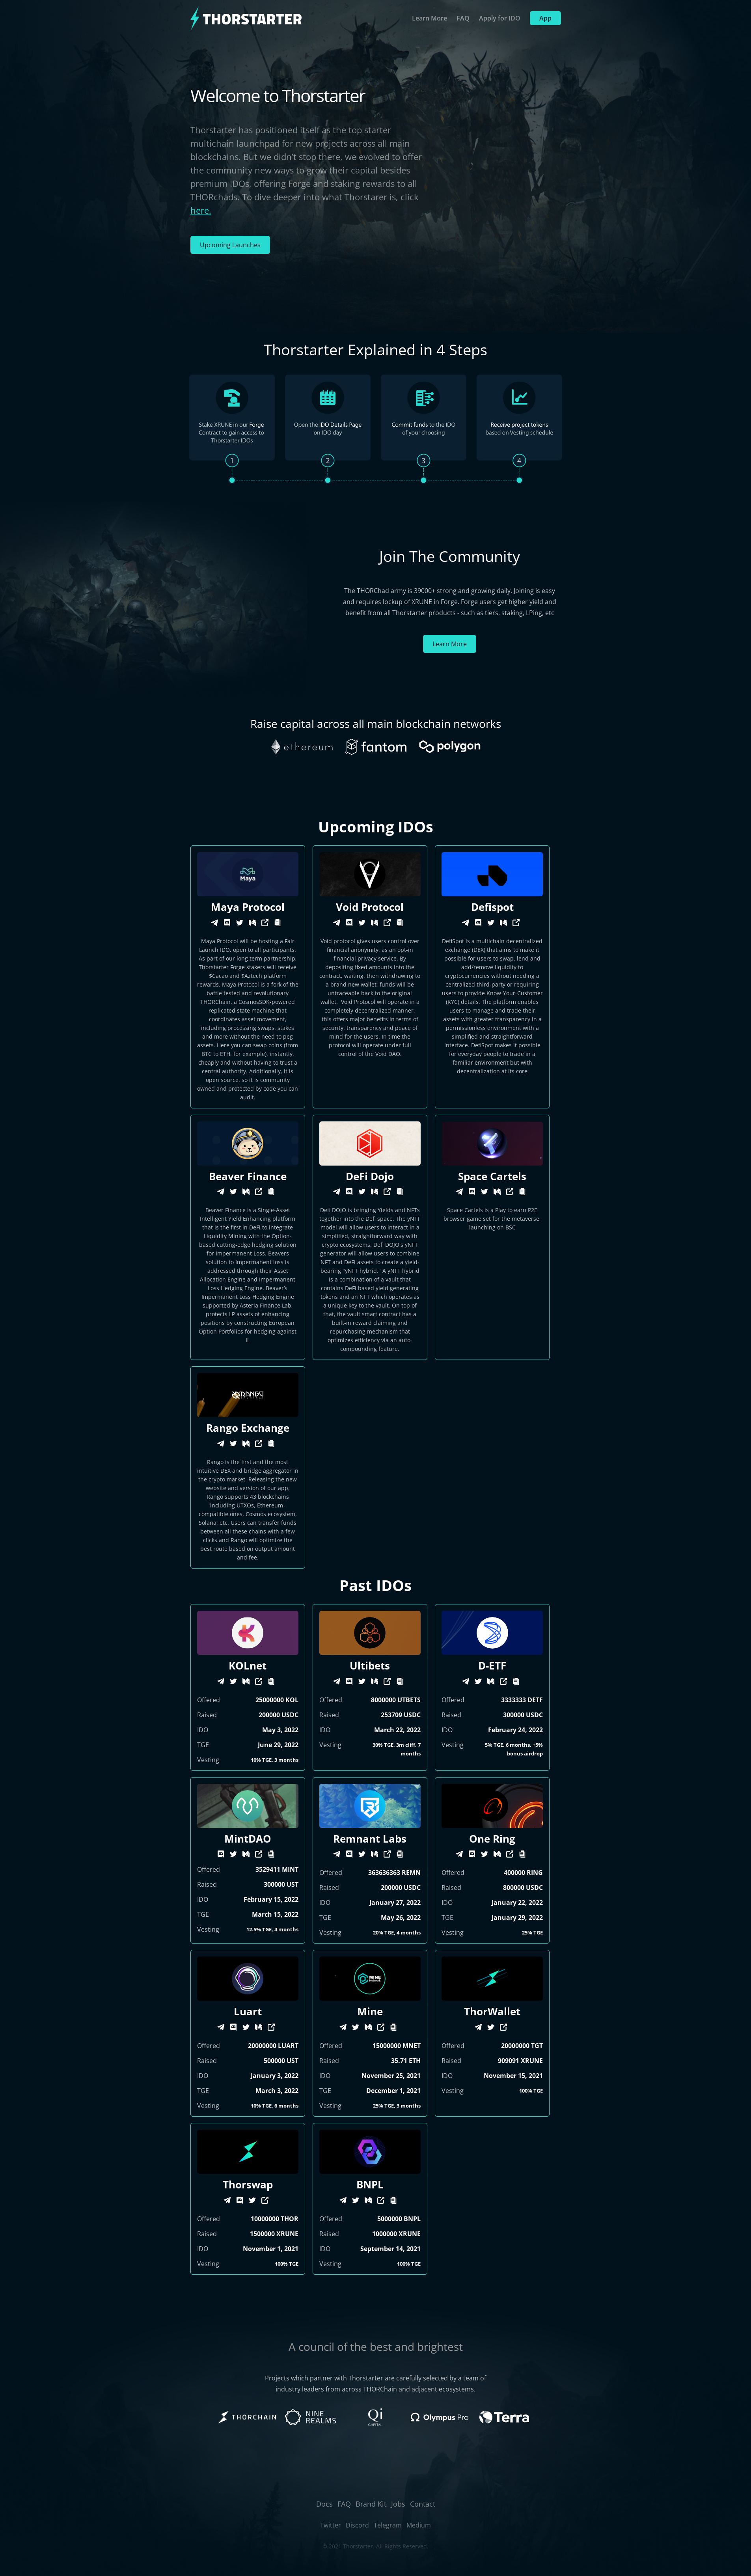 THORSTARTER
Learn More
FAQ
Apply for IDO
App
Welcome to Thorstarter
Thorstarter has positioned itself as the top starter
multichain launchpad for new projects across all main
blockchains. But we didn't stop there, we evolved to offer
the community new ways to grow their capital besides
premium IDOs, offering Forge and staking rewards to all
THORchads. To dive deeper into what Thorstarer is, click
here.
Upcoming Launches
Thorstarter Explained in 4 Steps
Stake XRUNE in our Forge
Contract to gain access to
Thorstarter IDOs
1
Open the IDO Details Page
on IDO day
2
Commit funds to the IDO
of your choosing
3
Receive project tokens
based on Vesting schedule
4
Join The Community
The THORChad army is 39000+ strong and growing daily. Joining is easy
and requires lockup of XRUNE in Forge. Forge users get higher yield and
benefit from all Thorstarter products - such as tiers, staking, LPing, etc
Learn More
Raise capital across all main blockchain networks
ethereum
fantom
polygon
Upcoming IDOs
Maya
Maya Protocol
Maya Protocol will be hosting a Fair
Launch IDO, open to all participants.
As part of our long term partnership,
Thorstarter Forge stakers will receive
$Cacao and $Aztech platform
rewards. Maya Protocol is a fork of the
battle tested and revolutionary
THORChain, a CosmosSDK-powered
replicated state machine that
coordinates asset movement,
including processing swaps, stakes
and more without the need to peg
assets. Here you can swap coins (from
BTC to ETH, for example), instantly,
cheaply and without having to trust a
central authority. Additionally, it is
open source, so it is community
owned and protected by code you can
audit.
Void Protocol
Void protocol gives users control over
financial anonymity, as an opt-in
financial privacy service. By
depositing fixed amounts into the
contract, waiting, then withdrawing to
a brand new wallet, funds will be
untraceable back to the original
wallet. Void Protocol will operate in a
completely decentralized manner,
this offers major benefits in terms of
security, transparency and peace of
mind for the users. In time the
protocol will operate under full
control of the Void DAO.
Defispot
DefiSpot is a multichain decentralized
exchange (DEX) that aims to make it
possible for users to swap, lend and
add/remove liquidity to
cryptocurrencies without needing a
centralized third-party or requiring
users to provide Know-Your-Customer
(KYC) details. The platform enables
users to manage and trade their
assets with greater transparency in a
permissionless environment with a
simplified and straightforward
interface. DefiSpot makes it possible
for everyday people to trade in a
familiar environment but with
decentralization at its core
Beaver Finance
Beaver Finance is a Single-Asset
Intelligent Yield Enhancing platform
that is the first in DeFi to integrate
Liquidity Mining with the Option-
based cutting-edge hedging solution
for Impermanent Loss. Beavers
solution to impermanent loss is
addressed through their Asset
Allocation Engine and Impermanent
Loss Hedging Engine. Beaver's
Impermanent Loss Hedging Engine
supported by Asteria Finance Lab,
protects LP assets of enhancing
positions by constructing European
Option Portfolios for hedging against
IL
DeFi Dojo
Defi DOJO is bringing Yields and NFTs
together into the Defi space. The yNFT
model will allow users to interact in a
simplified, straightforward way with
crypto ecosystems. Defi DOJO's yNFT
generator will allow users to combine
NFT and DeFi assets to create a yield-
bearing "yNFT hybrid." A yNFT hybrid
is a combination of a vault that
contains DeFi based yield generating
tokens and an NFT which operates as
a unique key to the vault. On top of
that, the vault smart contract has a
built-in reward claiming and
repurchasing mechanism that
optimizes efficiency via an auto-
compounding feature.
Space Cartels
Space Cartels is a Play to earn P2E
browser game set for the metaverse,
launching on BSC
RANGO
Rango Exchange
Rango is the first and the most
intuitive DEX and bridge aggregator in
the crypto market. Releasing the new
website and version of our app,
Rango supports 43 blockchains
including UTXOs, Ethereum-
compatible ones, Cosmos ecosystem,
Solana, etc. Users can transfer funds
between all these chains with a few
clicks and Rango will optimize the
best route based on output amount
and fee.
Past IDOs
KOLnet
Offered 25000000 KOL
Raised 200000 USDC
IDO May 3, 2022
TGE June 29, 2022
Vesting 10% TGE, 3 months
Ultibets
Offered 8000000 UTBETS
Raised 253709 USDC
IDO March 22, 2022
Vesting 30% TGE, 3m cliff, 7
months
D-ETF
Offered 3333333 DETF
Raised 300000 USDC
IDO February 24, 2022
Vesting 5% TGE, 6 months, +5%
bonus airdrop
MintDAO
Offered 3529411 MINT
Raised 300000 UST
IDO February 15, 2022
TGE March 15, 2022
Vesting 12.5% TGE, 4 months
Remnant Labs
Offered 363636363 REMN
Raised 200000 USDC
IDO January 27, 2022
TGE May 26, 2022
Vesting 20% TGE, 4 months
One Ring
Offered 400000 RING
Raised 800000 USDC
IDO January 22, 2022
TGE January 29, 2022
Vesting 25% TGE
Luart
Offered 20000000 LUART
Raised 500000 UST
IDO January 3, 2022
TGE March 3, 2022
Vesting 10% TGE, 6 months
MINE
Mine
Offered 15000000 MNET
Raised 35.71 ETH
IDO November 25, 2021
TGE December 1, 2021
Vesting 25% TGE, 3 months
ThorWallet
Offered 20000000 TGT
Raised 909091 XRUNE
IDO November 15, 2021
Vesting 100% TGE
Thorswap
Offered 10000000 THOR
Raised 1500000 XRUNE
IDO November 1, 2021
Vesting 100% TGE
BNPL
Offered 5000000 BNPL
Raised 1000000 XRUNE
IDO September 14, 2021
Vesting 100% TGE
A council of the best and brightest
Projects which partner with Thorstarter are carefully selected by a team of
industry leaders from across THORChain and adjacent ecosystems.
THORCHAIN
NINE
REALMS
Qi
CAPITAL
Olympus Pro
Terra
Docs FAQ Brand Kit Jobs Contact
Twitter Discord Telegram Medium
© 2021 Thorstarter. All Rights Reserved.